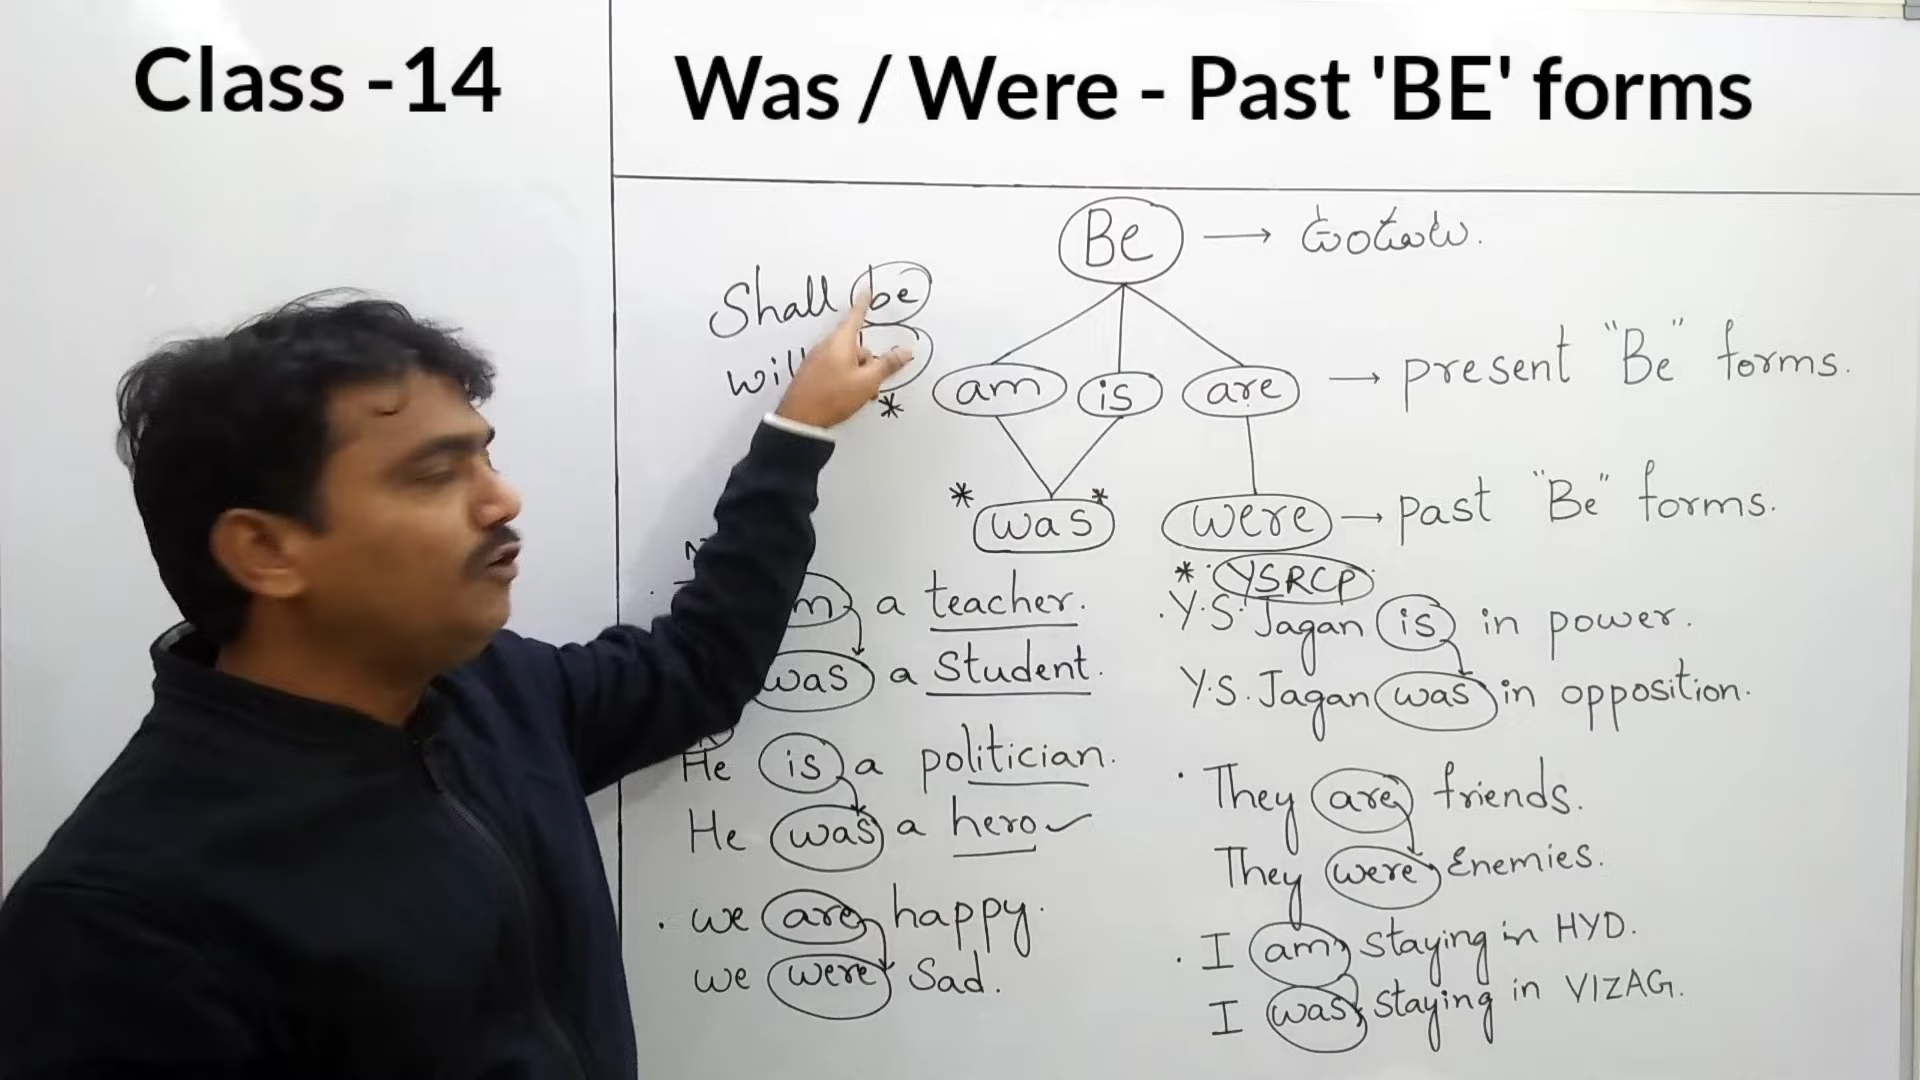 Class -14
Was / Were - Past 'BE' forms
Be → ఉండుట.
Shall be
will
am is are → present "Be" forms.
* was * were → past "Be" forms.
a teacher.
was a Student.
He is a politician.
He was a hero
. we are happy.
we were Sad.
* YSRCP
. Y.S. Jagan is in power.
Y.S. Jagan was in opposition.
. They are friends.
They were Enemies.
. I am staying in HYD.
I was staying in VIZAG.